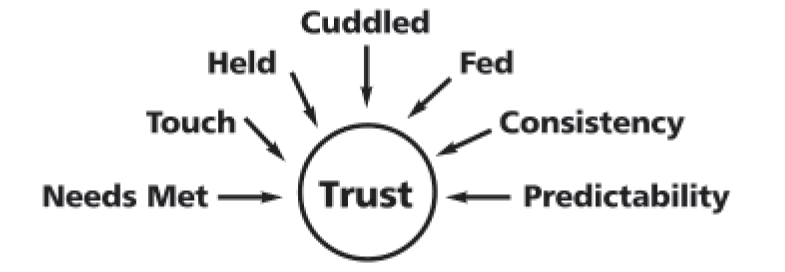 Cuddled
Held
Fed
Touch
Consistency
Needs Met
Trust
Predictability